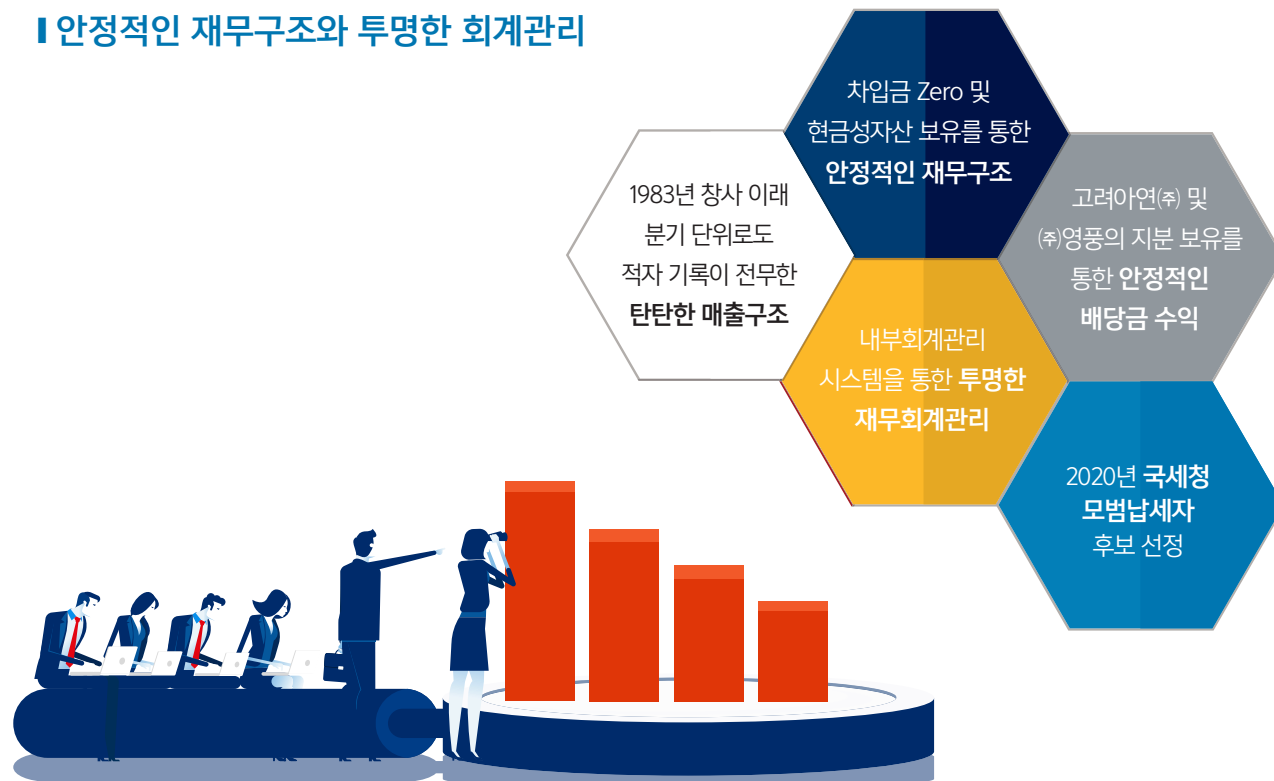 안정적인 재무구조와 투명한 회계관리
차입금 Zero 및
현금성자산 보유를 통한
안정적인 재무구조
1983년 창사 이래
분기 단위로도
적자 기록이 전무한
탄탄한 매출구조
고려아연㈜ 및
㈜영풍의 지분 보유를
통한 안정적인
배당금 수익
내부회계관리
시스템을 통한 투명한
재무회계관리
2020년 국세청
모범납세자
후보 선정